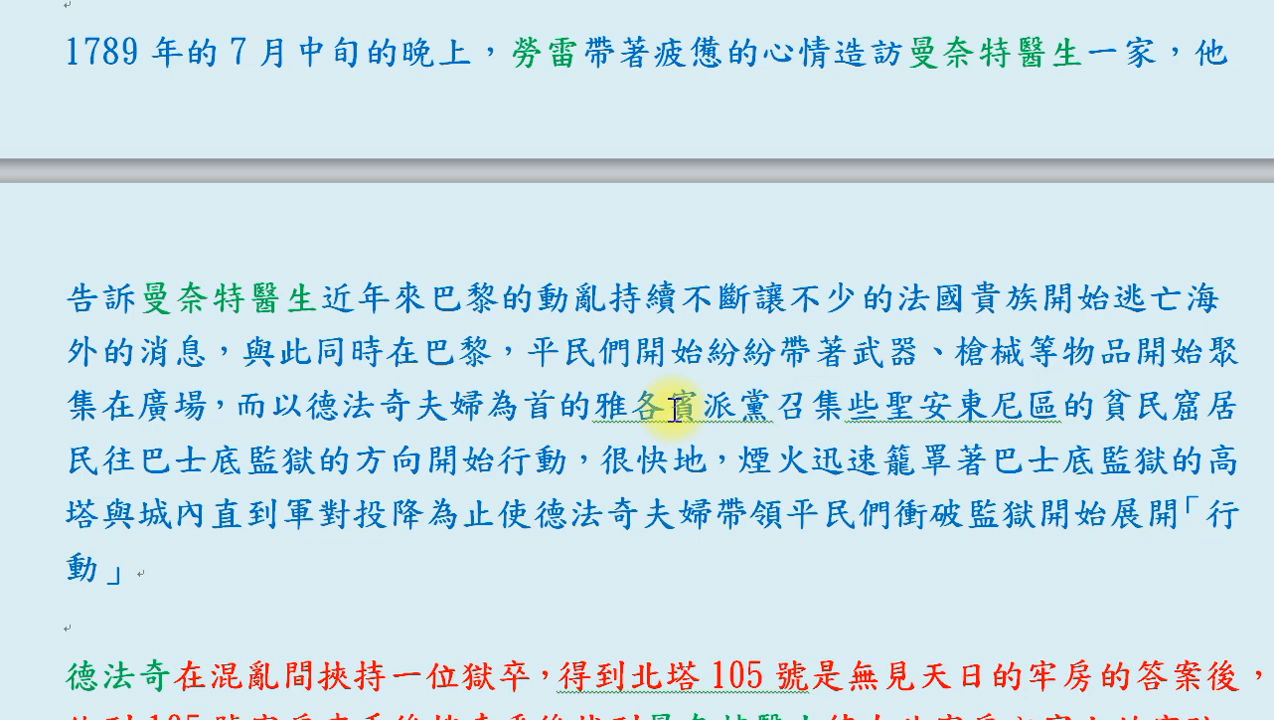 1789 年的 7 月中旬的晚上，勞雷帶著疲憊的心情造訪曼奈特醫生一家，他
告訴曼奈特醫生近年來巴黎的動亂持續不斷讓不少的法國貴族開始逃亡海
外的消息，與此同時在巴黎，平民們開始紛紛帶著武器、槍械等物品開始聚
集在廣場，而以德法奇夫婦為首的雅各賓派黨召集些聖安東尼區的貧民窟居
民往巴士底監獄的方向開始行動，很快地，煙火迅速籠罩著巴士底監獄的高
塔與城內直到軍對投降為止使德法奇夫婦帶領平民們衝破監獄開始展開「行
動」
德法奇在混亂間挾持一位獄卒，得到北塔 105 號是無見天日的牢房的答案後，